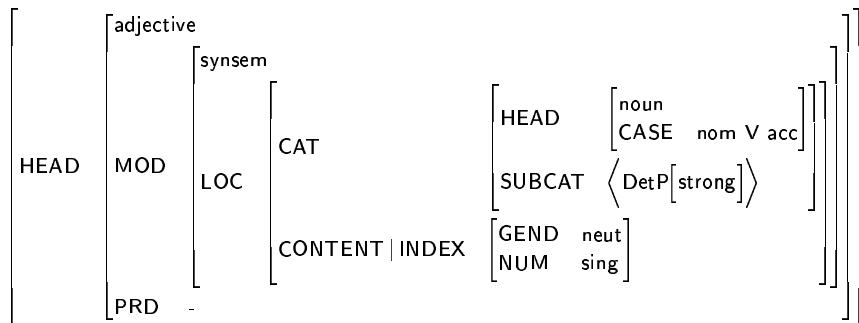 adjective
synsem
HEAD noun
CASE nom V acc
CAT
HEAD MOD LOC SUBCAT ⟨DetP[strong]⟩
CONTENT | INDEX GEND neut
NUM sing
PRD -